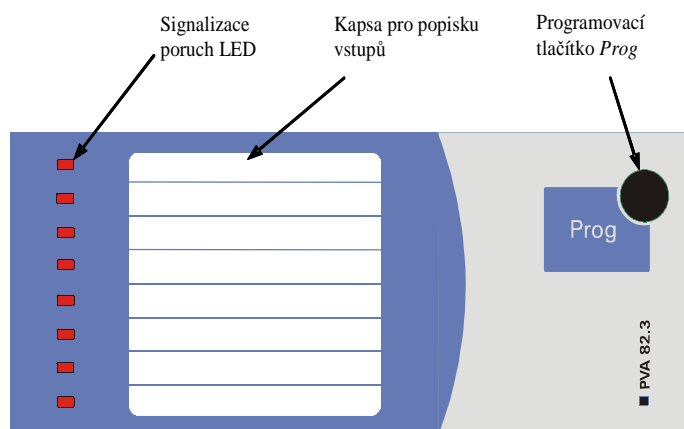 Signalizace
poruch LED
Kapsa pro popisku
vstupů
Programovací
tlačítko Prog
Prog
PVA 82.3